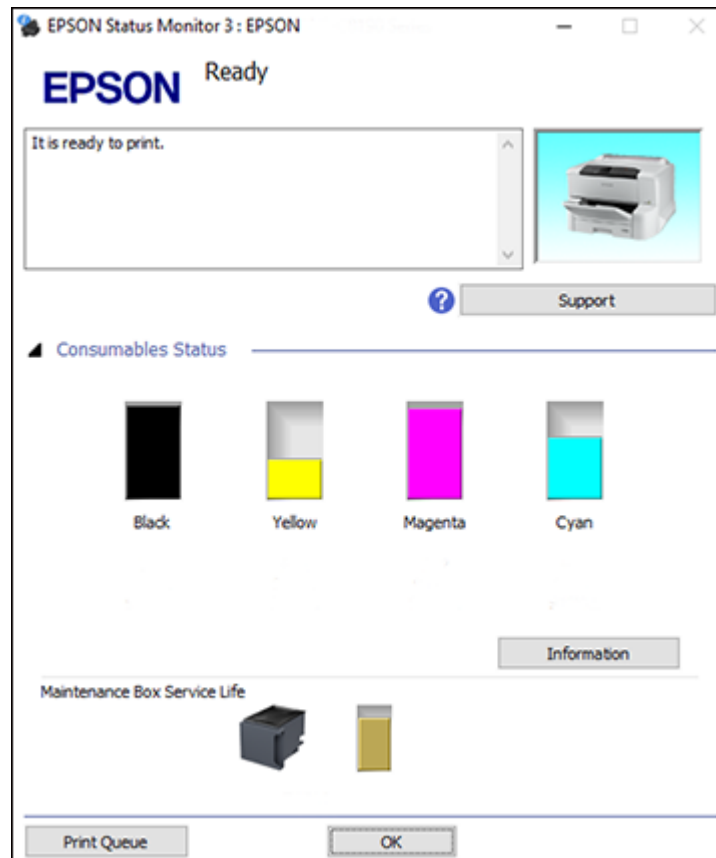 EPSON Status Monitor 3 : EPSON
EPSON
Ready
It is ready to print.
Support
Consumables Status
Black Yellow Magenta Cyan
Information
Maintenance Box Service Life
Print Queue OK